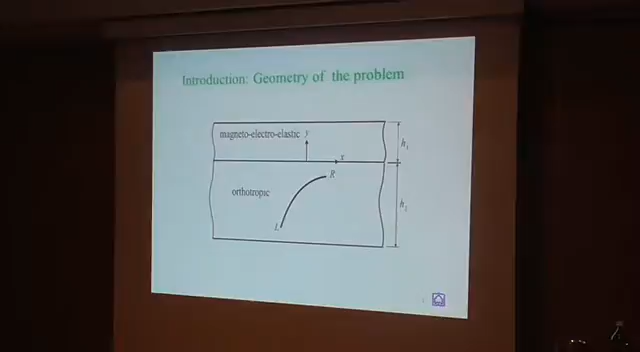 Introduction: Geometry of the problem
magneto-electro-elastic y
h₁
x
R
orthotropic
h₂
L